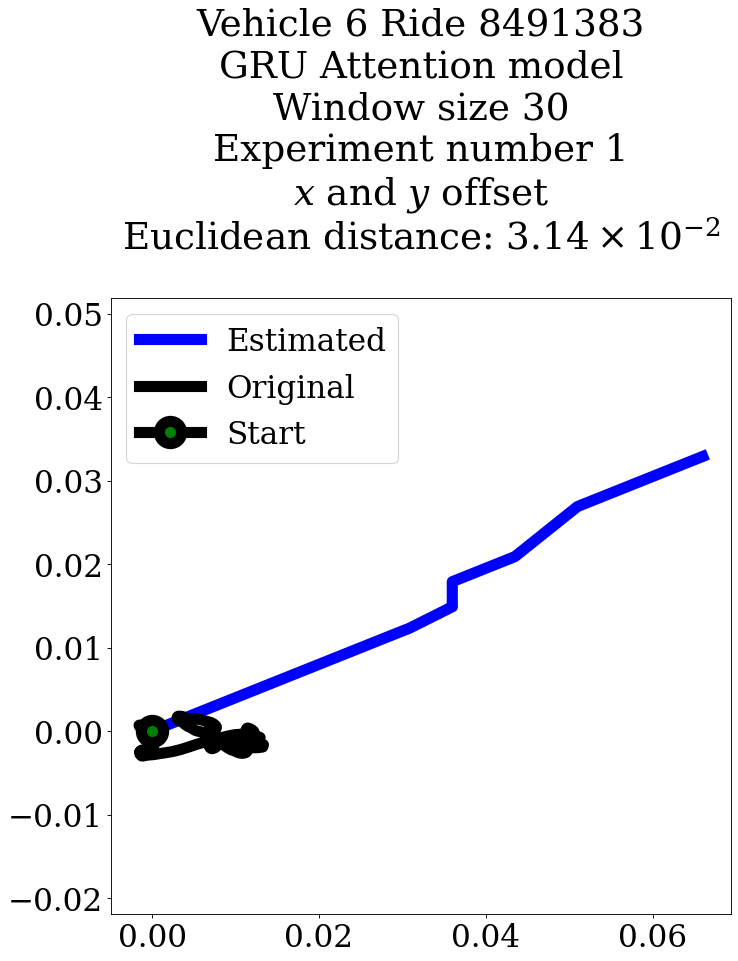 Vehicle 6 Ride 8491383
GRU Attention model
Window size 30
Experiment number 1
x and y offset
Euclidean distance: 3.14 × 10⁻²
Estimated
Original
Start
0.05
0.04
0.03
0.02
0.01
0.00
−0.01
−0.02
0.00 0.02 0.04 0.06